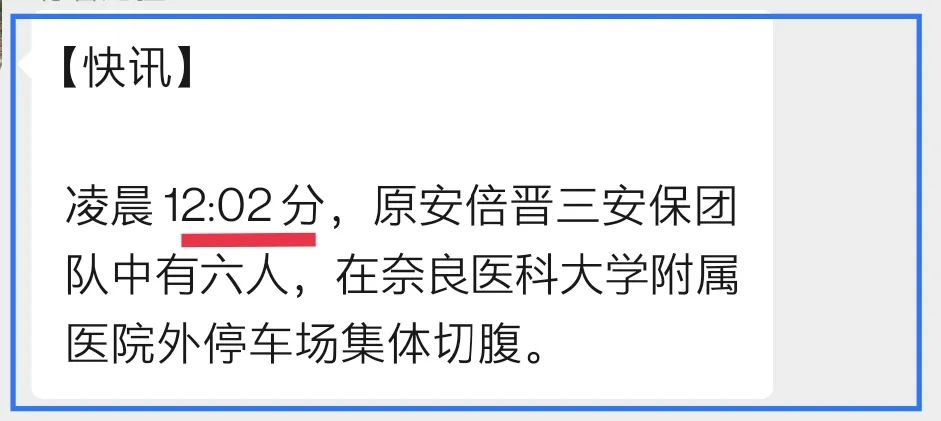 【快讯】
凌晨 12:02 分，原安倍晋三安保团
队中有六人，在奈良医科大学附属
医院外停车场集体切腹。